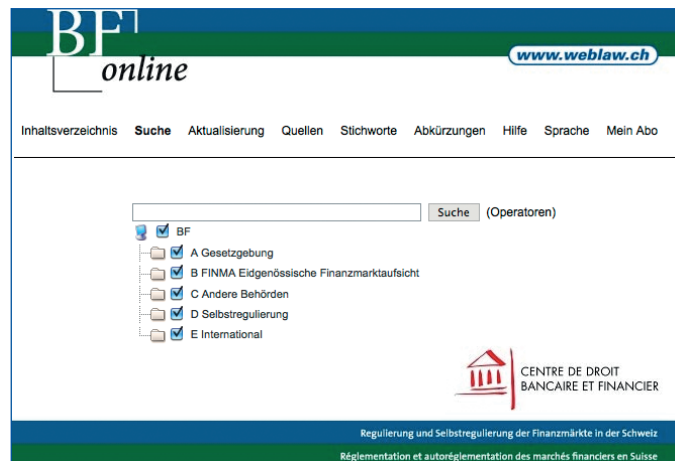 BF
online
www.weblaw.ch
Inhaltsverzeichnis Suche Aktualisierung Quellen Stichworte Abkürzungen Hilfe Sprache Mein Abo
Suche (Operatoren)
BF
A Gesetzgebung
B FINMA Eidgenössische Finanzmarktaufsicht
C Andere Behörden
D Selbstregulierung
E International
CENTRE DE DROIT
BANCAIRE ET FINANCIER
Regulierung und Selbstregulierung der Finanzmärkte in der Schweiz
Réglementation et autoréglementation des marchés financiers en Suisse